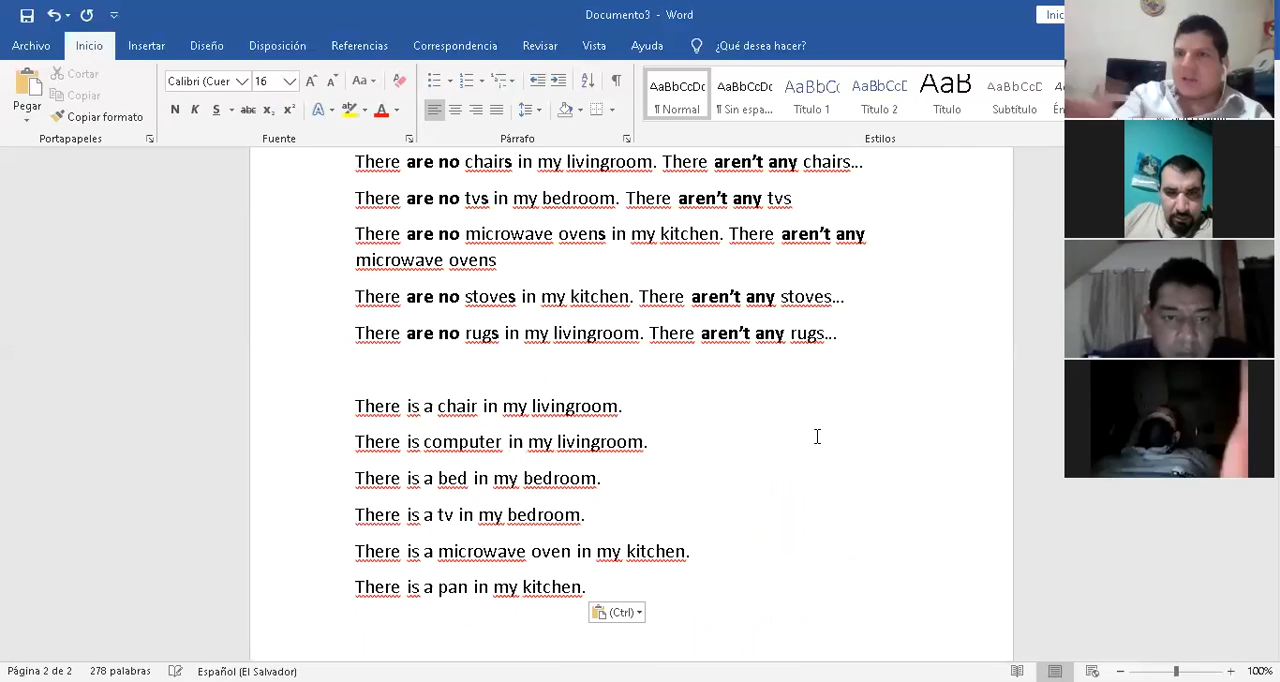 Documento3 - Word
Inic
Archivo Inicio Insertar Diseño Disposición Referencias Correspondencia Revisar Vista Ayuda ¿Qué desea hacer?
Pegar
Cortar
Copiar
Copiar formato
Portapapeles
Calibri (Cuer 16
N K S abc x₂ x²
Fuente
Párrafo
AaBbCcDc AaBbCcDc AaBbCc AaBbCcD AaB AaBbCcD
¶ Normal ¶ Sin espa... Título 1 Título 2 Título Subtítulo
Estilos
There are no chairs in my livingroom. There aren’t any chairs...
There are no tvs in my bedroom. There aren’t any tvs
There are no microwave ovens in my kitchen. There aren’t any
microwave ovens
There are no stoves in my kitchen. There aren’t any stoves...
There are no rugs in my livingroom. There aren’t any rugs...
There is a chair in my livingroom.
There is computer in my livingroom.
There is a bed in my bedroom.
There is a tv in my bedroom.
There is a microwave oven in my kitchen.
There is a pan in my kitchen.
(Ctrl)
Página 2 de 2 278 palabras Español (El Salvador) 100%